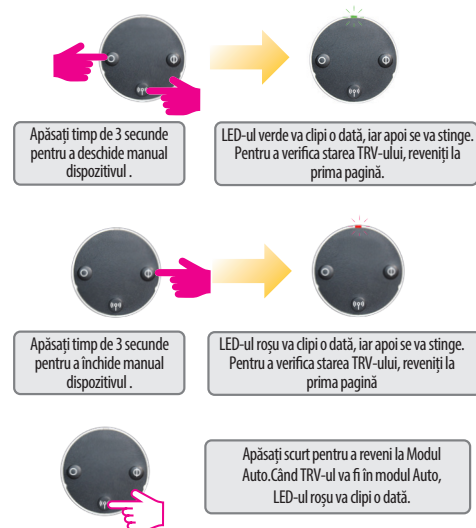 Apăsați timp de 3 secunde
pentru a deschide manual
dispozitivul .
LED-ul verde va clipi o dată, iar apoi se va stinge.
Pentru a verifica starea TRV-ului, reveniți la
prima pagină.
Apăsați timp de 3 secunde
pentru a închide manual
dispozitivul .
LED-ul roșu va clipi o dată, iar apoi se va stinge.
Pentru a verifica starea TRV-ului, reveniți la
prima pagină
Apăsați scurt pentru a reveni la Modul
Auto.Când TRV-ul va fi în modul Auto,
LED-ul roșu va clipi o dată.